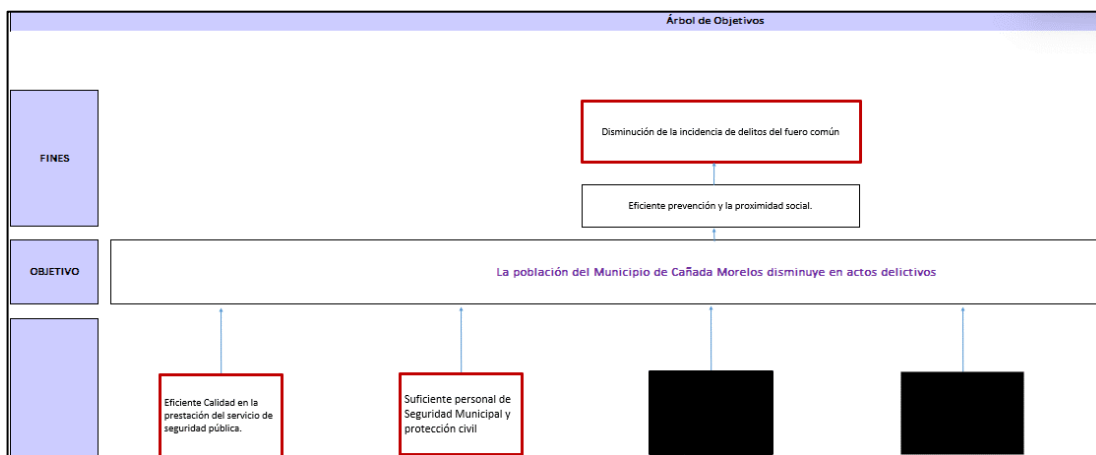 Árbol de Objetivos
Disminución de la incidencia de delitos del fuero común
FINES
Eficiente prevención y la proximidad social.
OBJETIVO
La población del Municipio de Cañada Morelos disminuye en actos delictivos
Eficiente Calidad en la
prestación del servicio de
seguridad pública.
Suficiente personal de
Seguridad Municipal y
protección civil